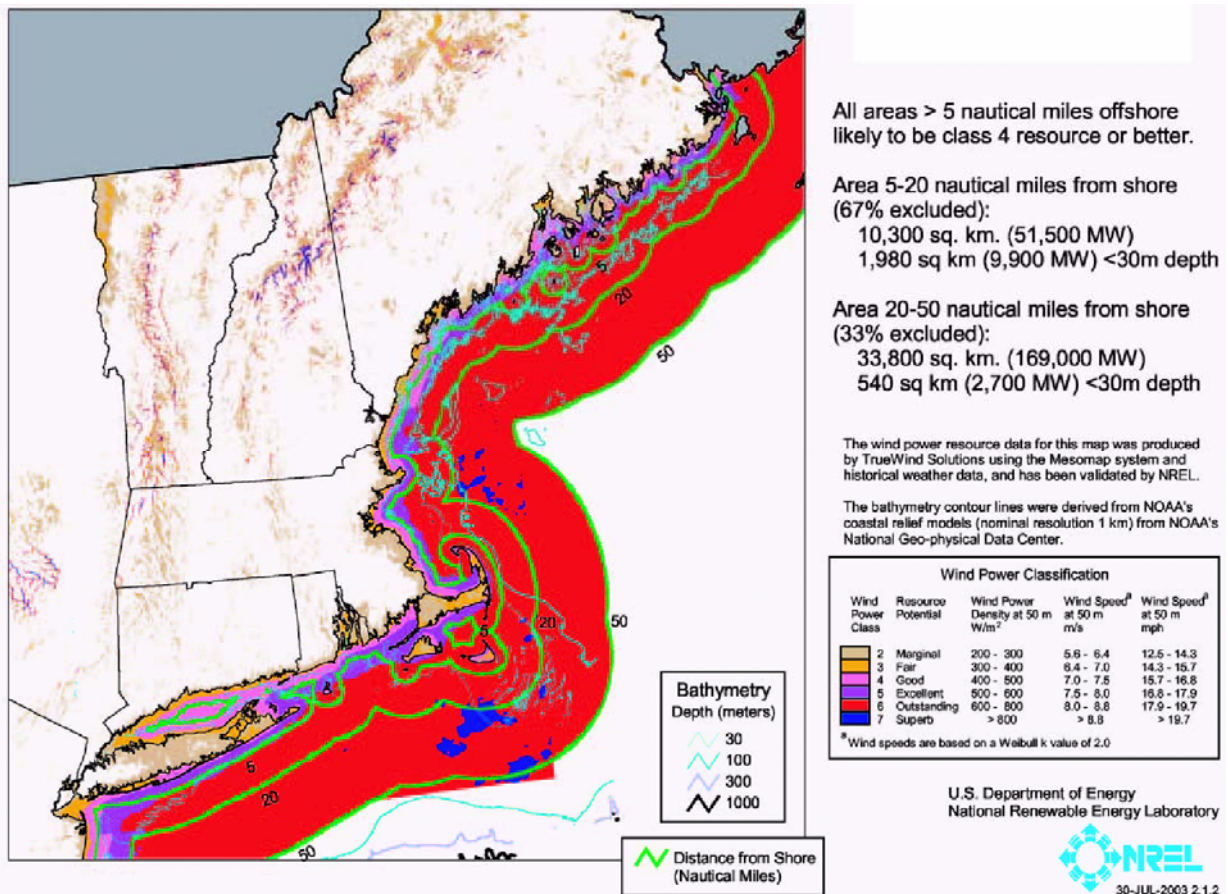 All areas > 5 nautical miles offshore
likely to be class 4 resource or better.
Area 5-20 nautical miles from shore
(67% excluded):
10,300 sq. km. (51,500 MW)
1,980 sq km (9,900 MW) <30m depth
Area 20-50 nautical miles from shore
(33% excluded):
33,800 sq. km. (169,000 MW)
540 sq km (2,700 MW) <30m depth
The wind power resource data for this map was produced
by TrueWind Solutions using the Mesomap system and
historical weather data, and has been validated by NREL.
The bathymetry contour lines were derived from NOAA's
coastal relief models (nominal resolution 1 km) from NOAA's
National Geo-physical Data Center.
Wind Power Classification
Wind Power Class Resource Potential Wind Power Density at 50 m W/m² Wind Speedª at 50 m m/s Wind Speedª at 50 m mph
2 Marginal 200 - 300 5.6 - 6.4 12.5 - 14.3
3 Fair 300 - 400 6.4 - 7.0 14.3 - 15.7
4 Good 400 - 500 7.0 - 7.5 15.7 - 16.8
5 Excellent 500 - 600 7.5 - 8.0 16.8 - 17.9
6 Outstanding 600 - 800 8.0 - 8.8 17.9 - 19.7
7 Superb > 800 > 8.8 > 19.7
ª Wind speeds are based on a Weibull k value of 2.0
U.S. Department of Energy
National Renewable Energy Laboratory
NREL
30-JUL-2003 2.1.2
5
20
50
50
5
20
50
5
20
50
Bathymetry
Depth (meters)
30
100
300
1000
Distance from Shore
(Nautical Miles)